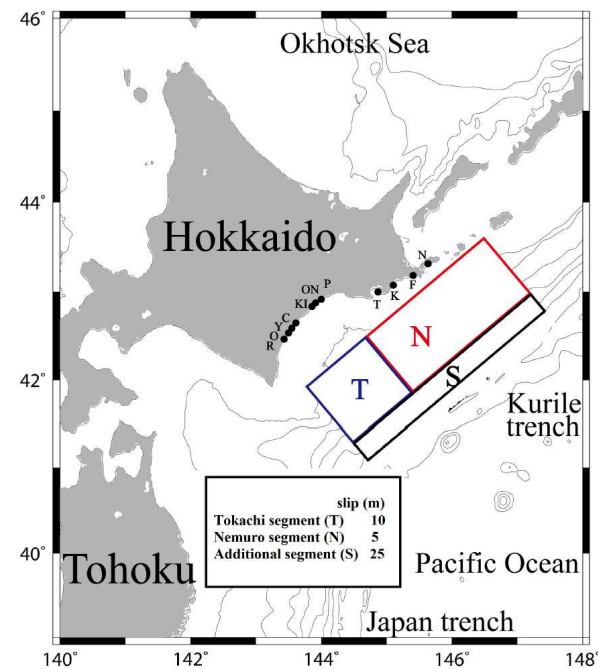 46°
Okhotsk Sea
44°
Hokkaido
N
P
ON
F
KI
K
T
C
Y
O
R
N
42°
T
S
Kurile
trench
slip (m)
Tokachi segment (T) 10
Nemuro segment (N) 5
Additional segment (S) 25
40°
Tohoku
Pacific Ocean
Japan trench
140°
142°
144°
146°
148°